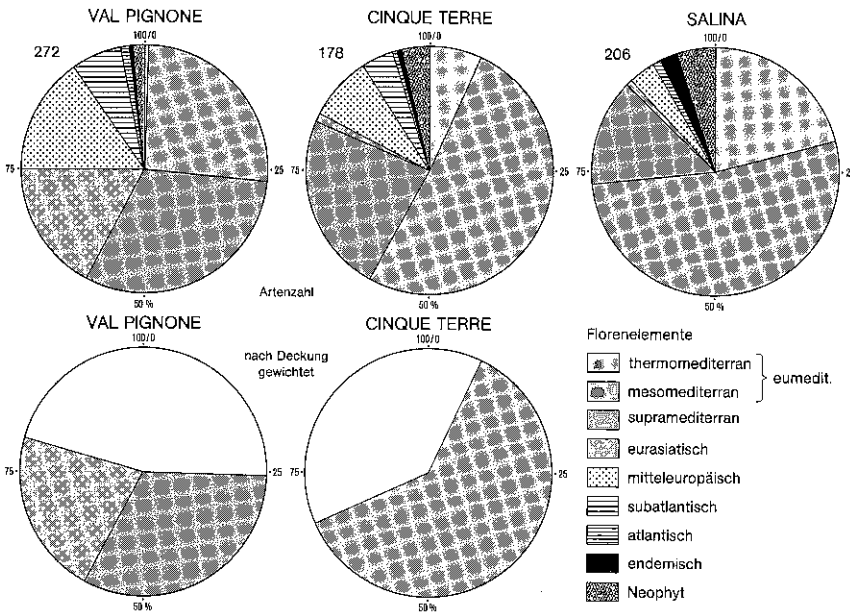 VAL PIGNONE
CINQUE TERRE
SALINA
272
100/0
178
100/0
206
75
25
75
25
75
2
50 %
50 %
50 %
Artenzahl
VAL PIGNONE
CINQUE TERRE
100/0
100/0
nach Deckung
gewichtet
75
25
75
25
50 %
50 %
Florenelemente
thermomediterran
mesomediterran
eumedit.
supramediterran
eurasiatisch
mitteleuropäisch
subatlantisch
atlantisch
endemisch
Neophyt